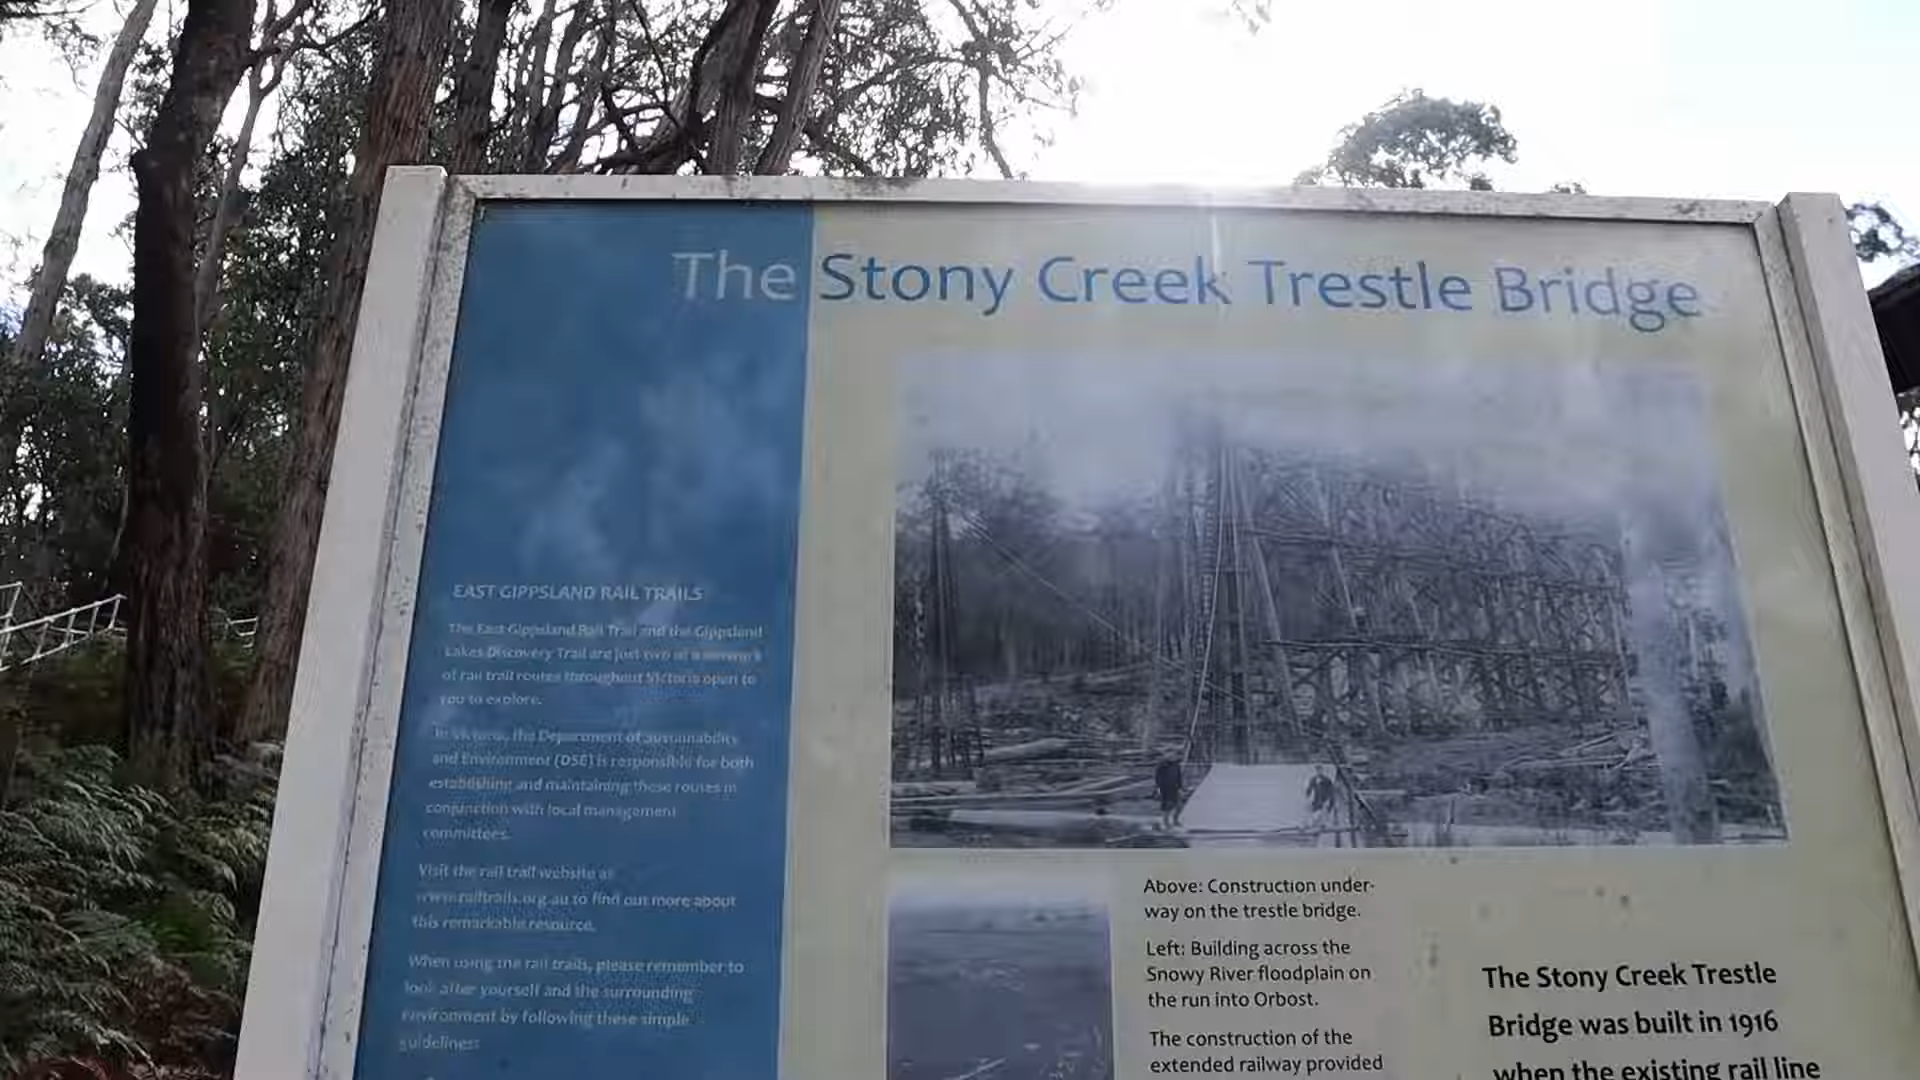 The Stony Creek Trestle Bridge
EAST GIPPSLAND RAIL TRAILS
The East Gippsland Rail Trail and the Gippsland
Lakes Discovery Trail are just two of a network
of rail trail routes throughout Victoria open to
you to explore.
In Victoria, the Department of Sustainability
and Environment (DSE) is responsible for both
establishing and maintaining these routes in
conjunction with local management
committees.
Visit the rail trail website at
www.railtrails.org.au to find out more about
this remarkable resource.
When using the rail trails, please remember to
look after yourself and the surrounding
environment by following these simple
guidelines:
Above: Construction under-
way on the trestle bridge.
Left: Building across the
Snowy River floodplain on
the run into Orbost.
The construction of the
extended railway provided
The Stony Creek Trestle
Bridge was built in 1916
when the existing rail line